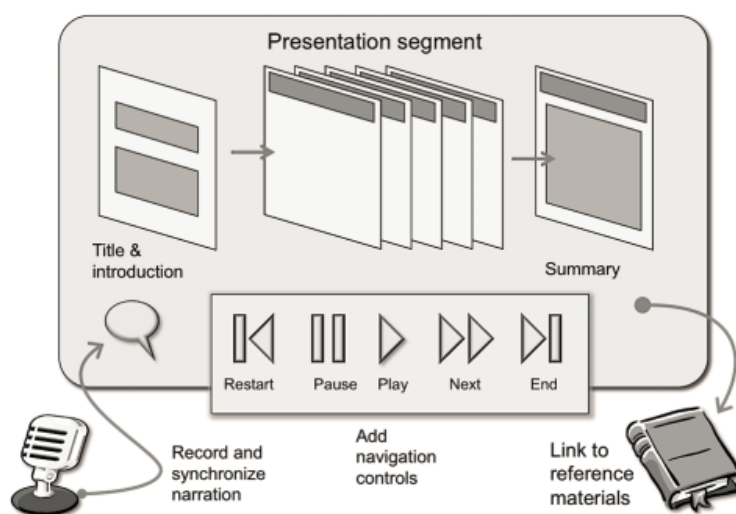 Presentation segment
Title &
introduction
Summary
Restart
Pause
Play
Next
End
Record and
synchronize
narration
Add
navigation
controls
Link to
reference
materials